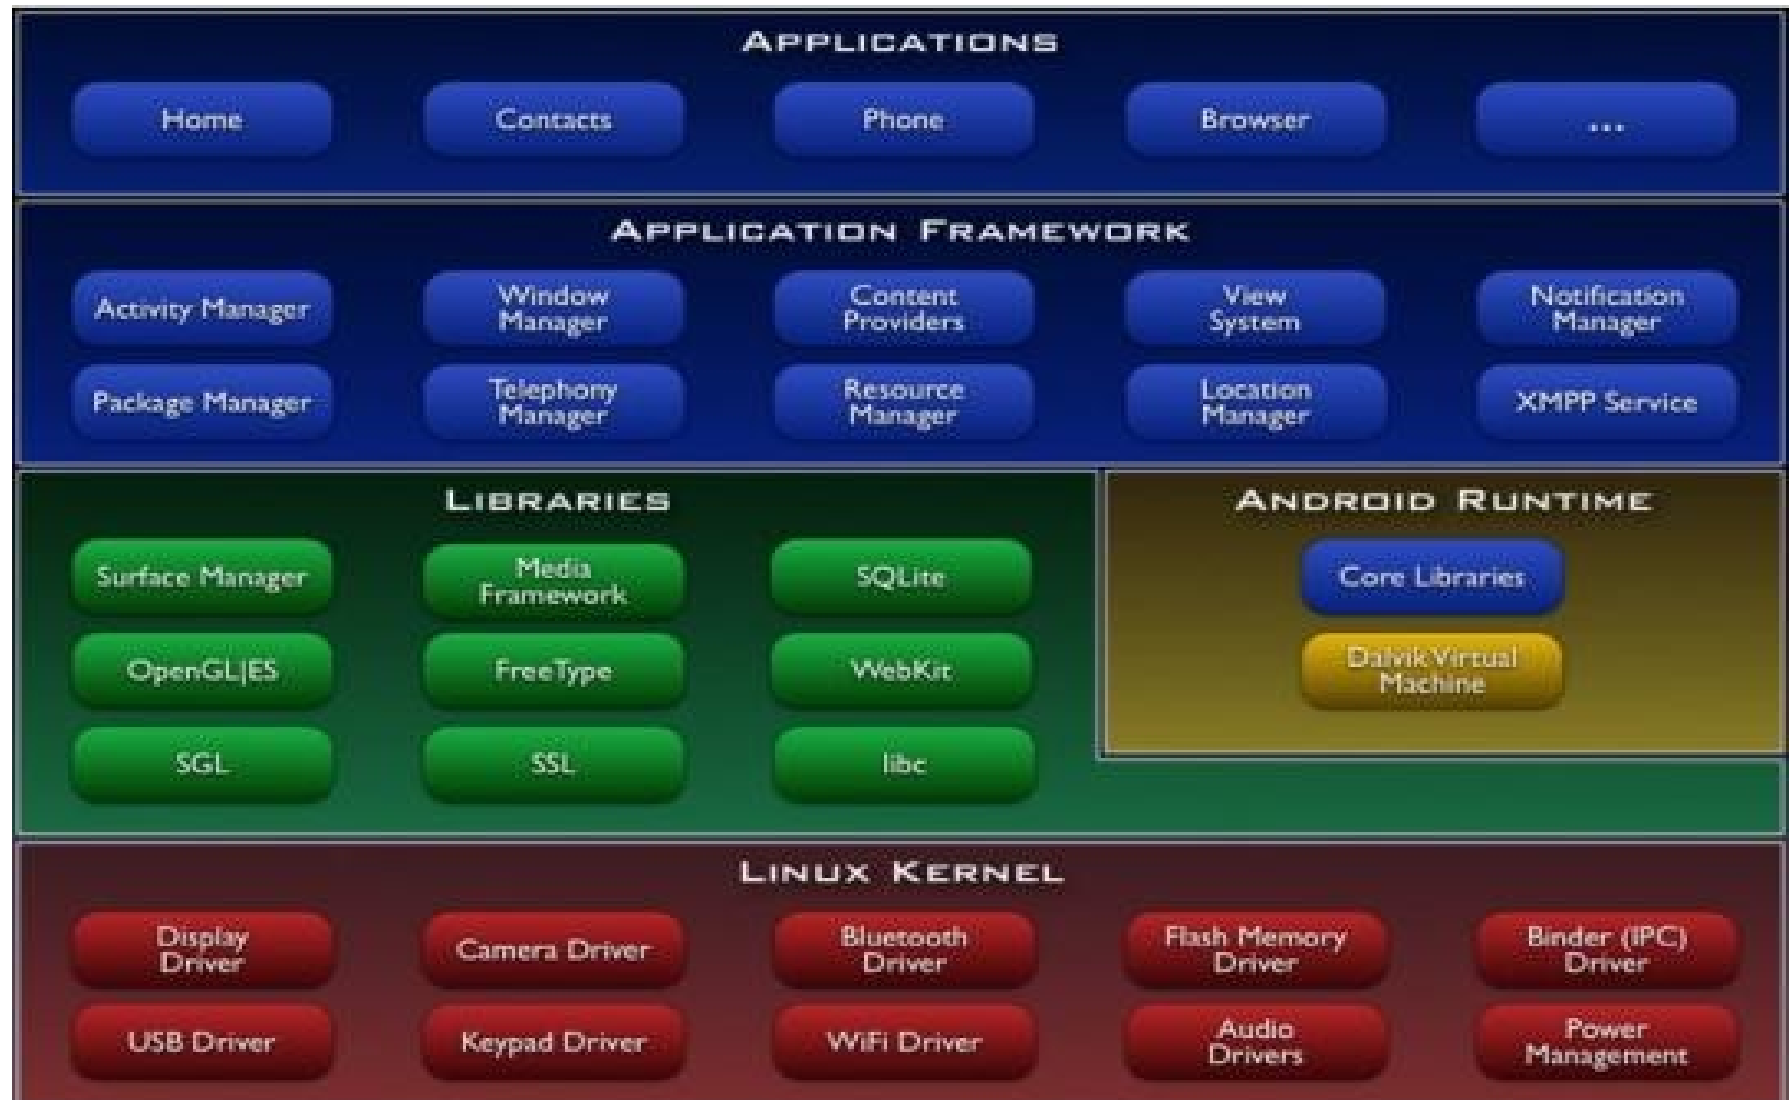 APPLICATIONS
Home
Contacts
Phone
Browser
...
APPLICATION FRAMEWORK
Activity Manager
Window
Manager
Content
Providers
View
System
Notification
Manager
Package Manager
Telephony
Manager
Resource
Manager
Location
Manager
XMPP Service
LIBRARIES
Surface Manager
Media
Framework
SQLite
OpenGL|ES
FreeType
WebKit
SGL
SSL
libc
ANDROID RUNTIME
Core Libraries
Dalvik Virtual
Machine
LINUX KERNEL
Display
Driver
Camera Driver
Bluetooth
Driver
Flash Memory
Driver
Binder (IPC)
Driver
USB Driver
Keypad Driver
WiFi Driver
Audio
Drivers
Power
Management